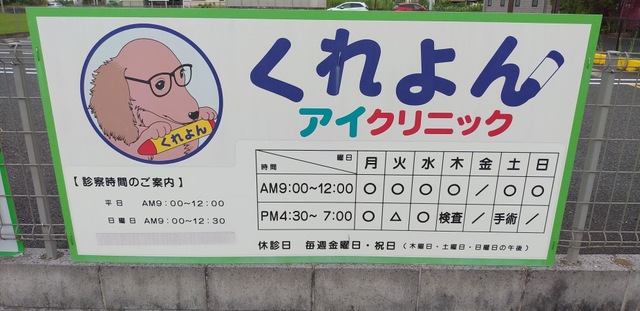 くれよん
アイクリニック
くれよん
【診察時間のご案内】
平日 AM9:00~12:00
日曜日 AM9:00~12:30
時間 曜日 月 火 水 木 金 土 日
AM9:00~12:00 ○ ○ ○ ○ / ○ ○
PM4:30~7:00 ○ △ ○ 検査 / 手術 /
休診日 毎週金曜日・祝日(木曜日・土曜日・日曜日の午後)